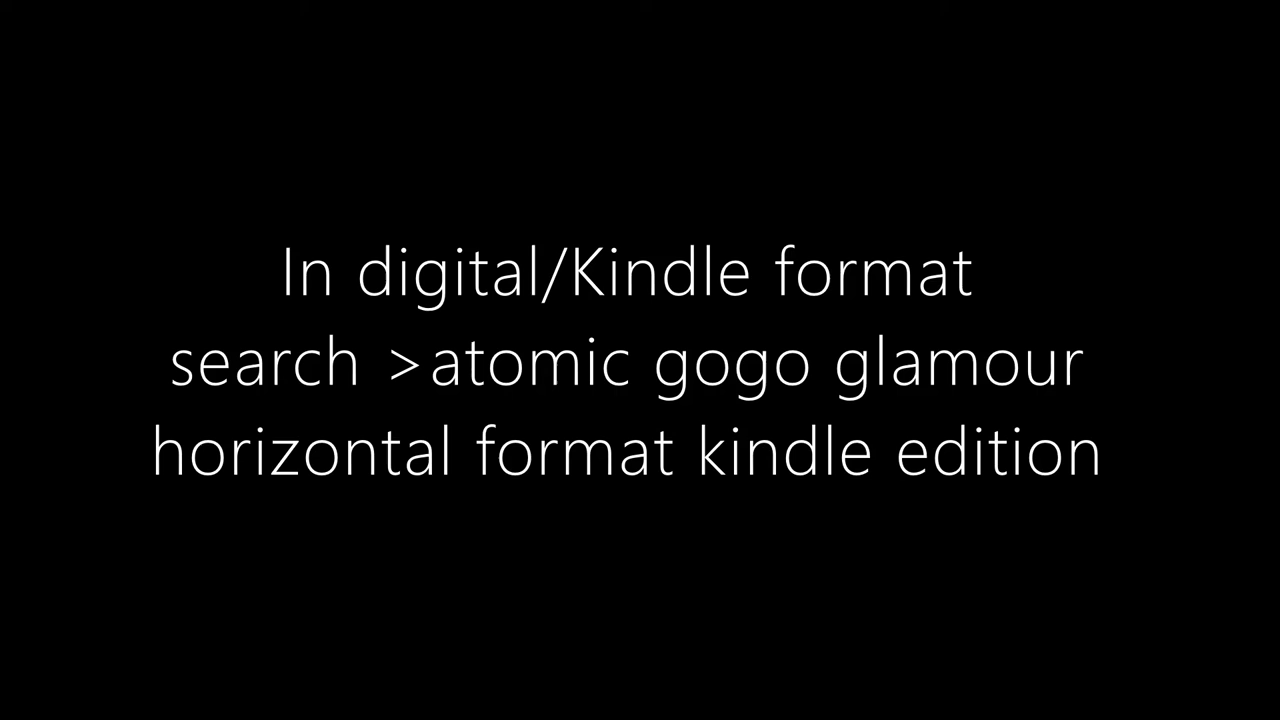 In digital/Kindle format
search >atomic gogo glamour
horizontal format kindle edition